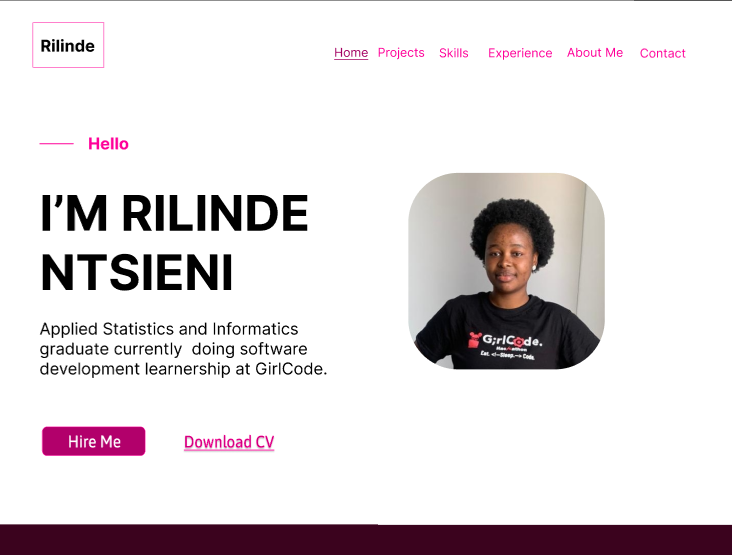 Rilinde
Home Projects Skills Experience About Me Contact
Hello
I’M RILINDE
NTSIENI
Applied Statistics and Informatics
graduate currently doing software
development learnership at GirlCode.
G;rlCode.
Eat. <!--Sleep.--> Code.
Hire Me Download CV